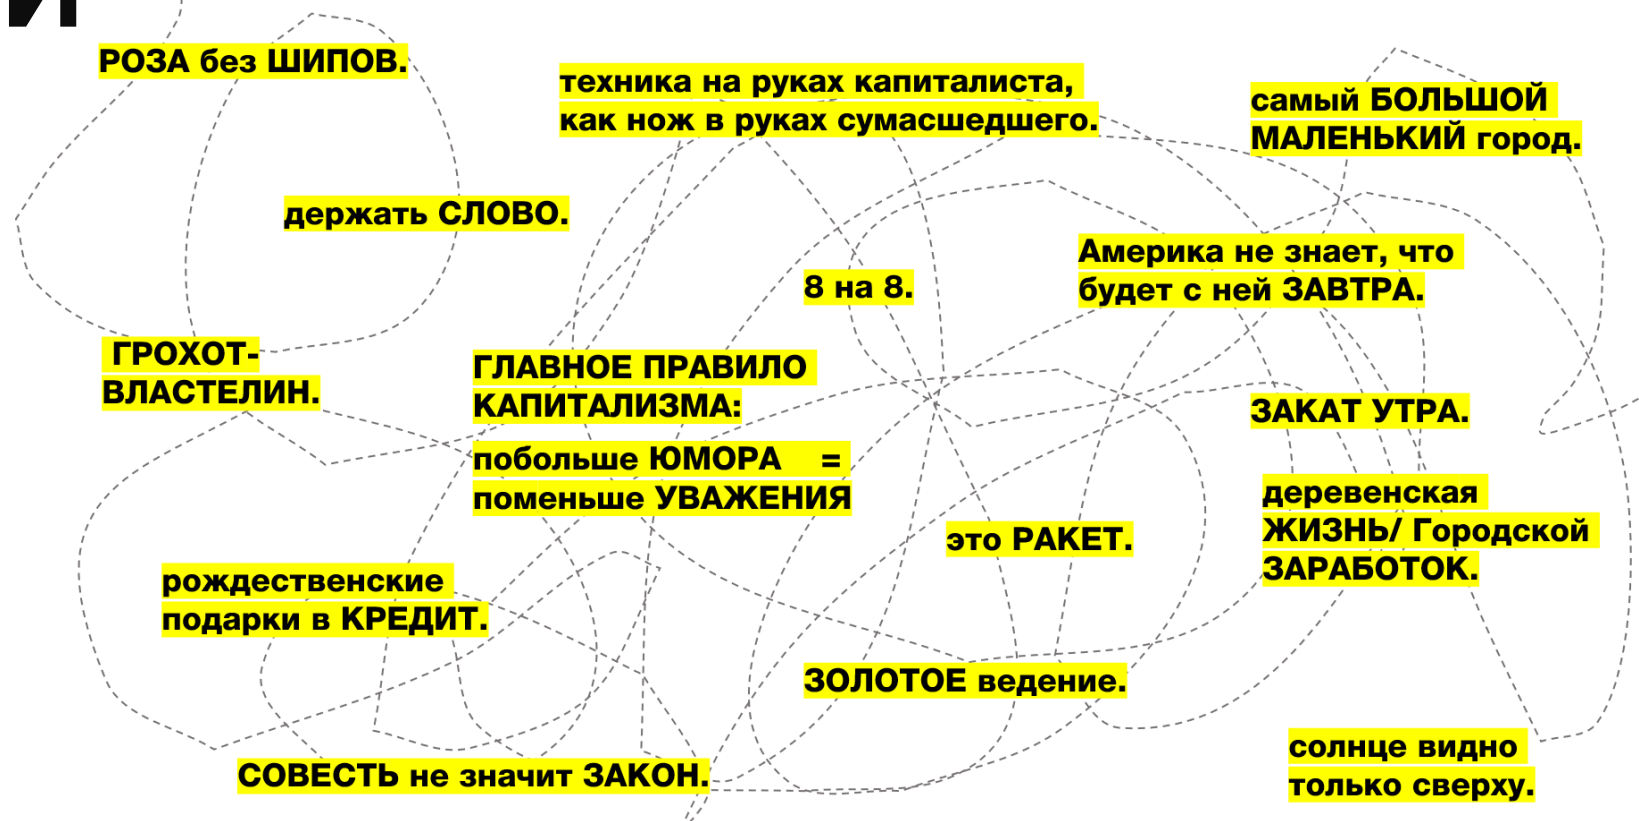 и
РОЗА без ШИПОВ.
техника на руках капиталиста,
как нож в руках сумасшедшего.
самый БОЛЬШОЙ
МАЛЕНЬКИЙ город.
держать СЛОВО.
8 на 8.
Америка не знает, что
будет с ней ЗАВТРА.
ГРОХОТ-
ВЛАСТЕЛИН.
ГЛАВНОЕ ПРАВИЛО
КАПИТАЛИЗМА:
побольше ЮМОРА =
поменьше УВАЖЕНИЯ
ЗАКАТ УТРА.
деревенская
ЖИЗНЬ/ Городской
ЗАРАБОТОК.
это РАКЕТ.
рождественские
подарки в КРЕДИТ.
ЗОЛОТОЕ ведение.
СОВЕСТЬ не значит ЗАКОН.
солнце видно
только сверху.